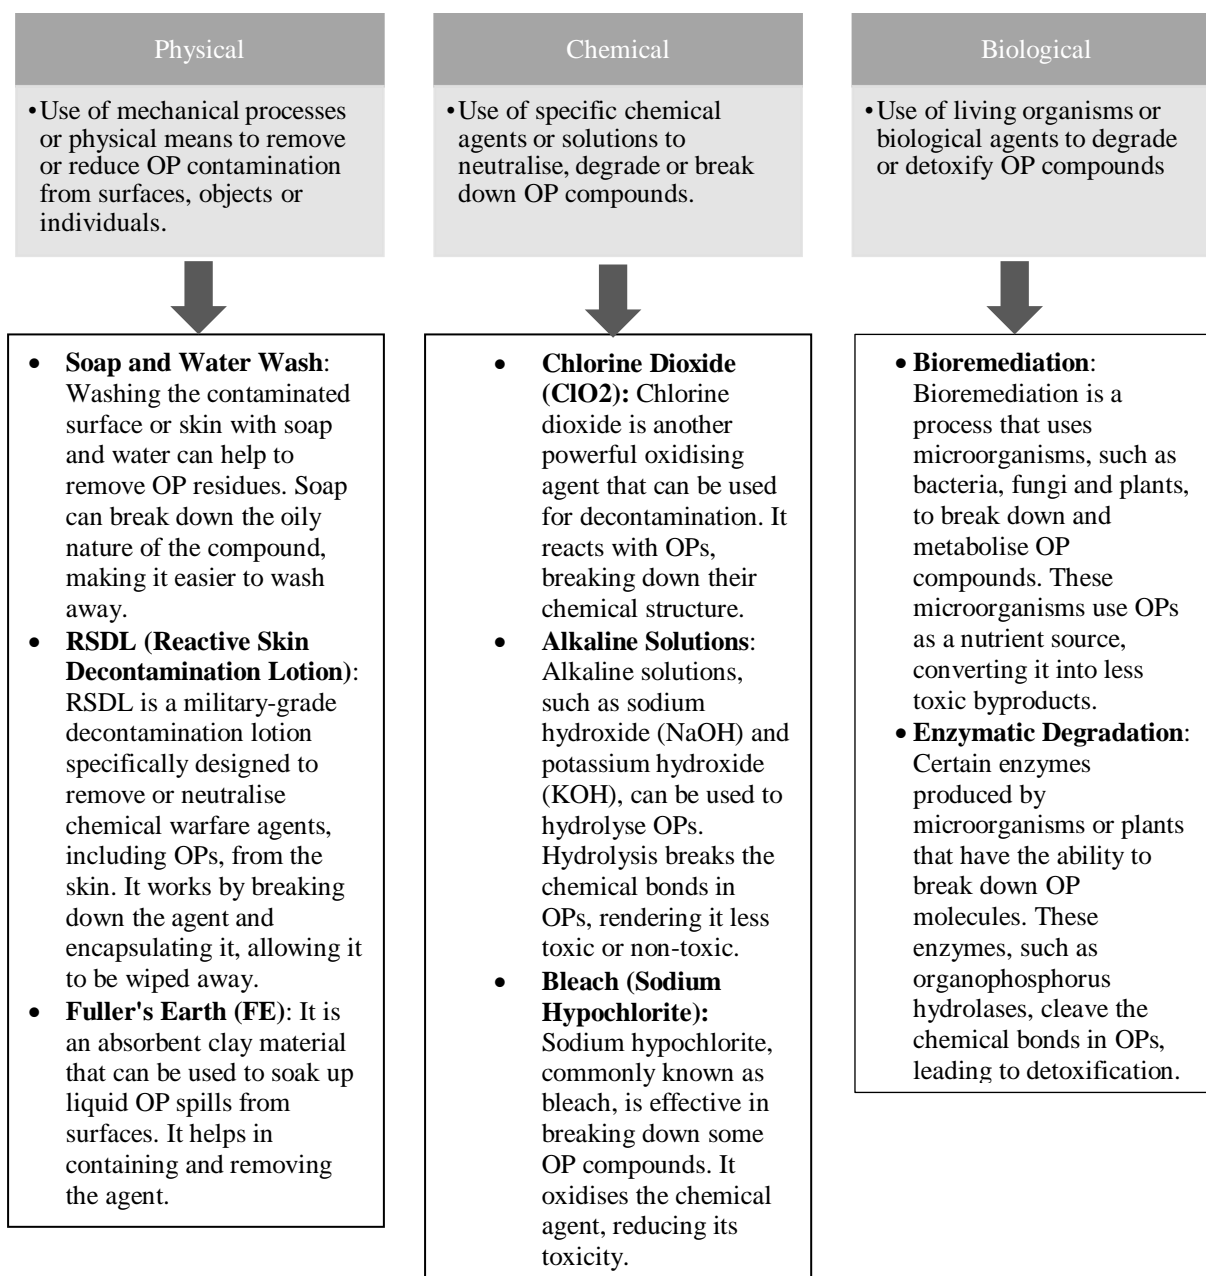 Physical
•Use of mechanical processes
or physical means to remove
or reduce OP contamination
from surfaces, objects or
individuals.
• Soap and Water Wash:
Washing the contaminated
surface or skin with soap
and water can help to
remove OP residues. Soap
can break down the oily
nature of the compound,
making it easier to wash
away.
• RSDL (Reactive Skin
Decontamination Lotion):
RSDL is a military-grade
decontamination lotion
specifically designed to
remove or neutralise
chemical warfare agents,
including OPs, from the
skin. It works by breaking
down the agent and
encapsulating it, allowing it
to be wiped away.
• Fuller's Earth (FE): It is
an absorbent clay material
that can be used to soak up
liquid OP spills from
surfaces. It helps in
containing and removing
the agent.
Chemical
•Use of specific chemical
agents or solutions to
neutralise, degrade or break
down OP compounds.
• Chlorine Dioxide
(ClO2): Chlorine
dioxide is another
powerful oxidising
agent that can be used
for decontamination. It
reacts with OPs,
breaking down their
chemical structure.
• Alkaline Solutions:
Alkaline solutions,
such as sodium
hydroxide (NaOH) and
potassium hydroxide
(KOH), can be used to
hydrolyse OPs.
Hydrolysis breaks the
chemical bonds in
OPs, rendering it less
toxic or non-toxic.
• Bleach (Sodium
Hypochlorite):
Sodium hypochlorite,
commonly known as
bleach, is effective in
breaking down some
OP compounds. It
oxidises the chemical
agent, reducing its
toxicity.
Biological
•Use of living organisms or
biological agents to degrade
or detoxify OP compounds
• Bioremediation:
Bioremediation is a
process that uses
microorganisms, such as
bacteria, fungi and plants,
to break down and
metabolise OP
compounds. These
microorganisms use OPs
as a nutrient source,
converting it into less
toxic byproducts.
• Enzymatic Degradation:
Certain enzymes
produced by
microorganisms or plants
that have the ability to
break down OP
molecules. These
enzymes, such as
organophosphorus
hydrolases, cleave the
chemical bonds in OPs,
leading to detoxification.